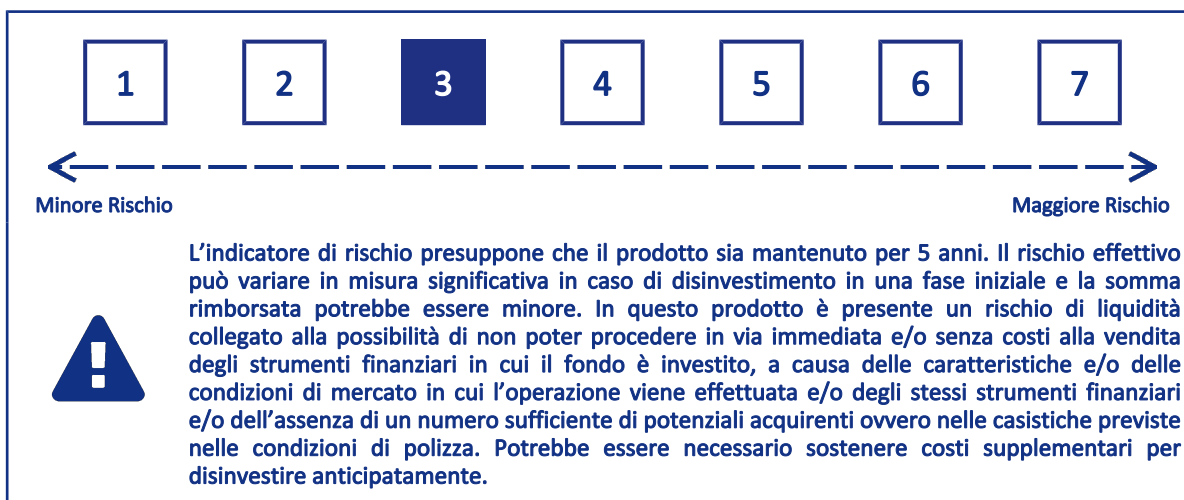 1 2 3 4 5 6 7
Minore Rischio Maggiore Rischio
L'indicatore di rischio presuppone che il prodotto sia mantenuto per 5 anni. Il rischio effettivo
può variare in misura significativa in caso di disinvestimento in una fase iniziale e la somma
rimborsata potrebbe essere minore. In questo prodotto è presente un rischio di liquidità
collegato alla possibilità di non poter procedere in via immediata e/o senza costi alla vendita
degli strumenti finanziari in cui il fondo è investito, a causa delle caratteristiche e/o delle
condizioni di mercato in cui l'operazione viene effettuata e/o degli stessi strumenti finanziari
e/o dell'assenza di un numero sufficiente di potenziali acquirenti ovvero nelle casistiche previste
nelle condizioni di polizza. Potrebbe essere necessario sostenere costi supplementari per
disinvestire anticipatamente.